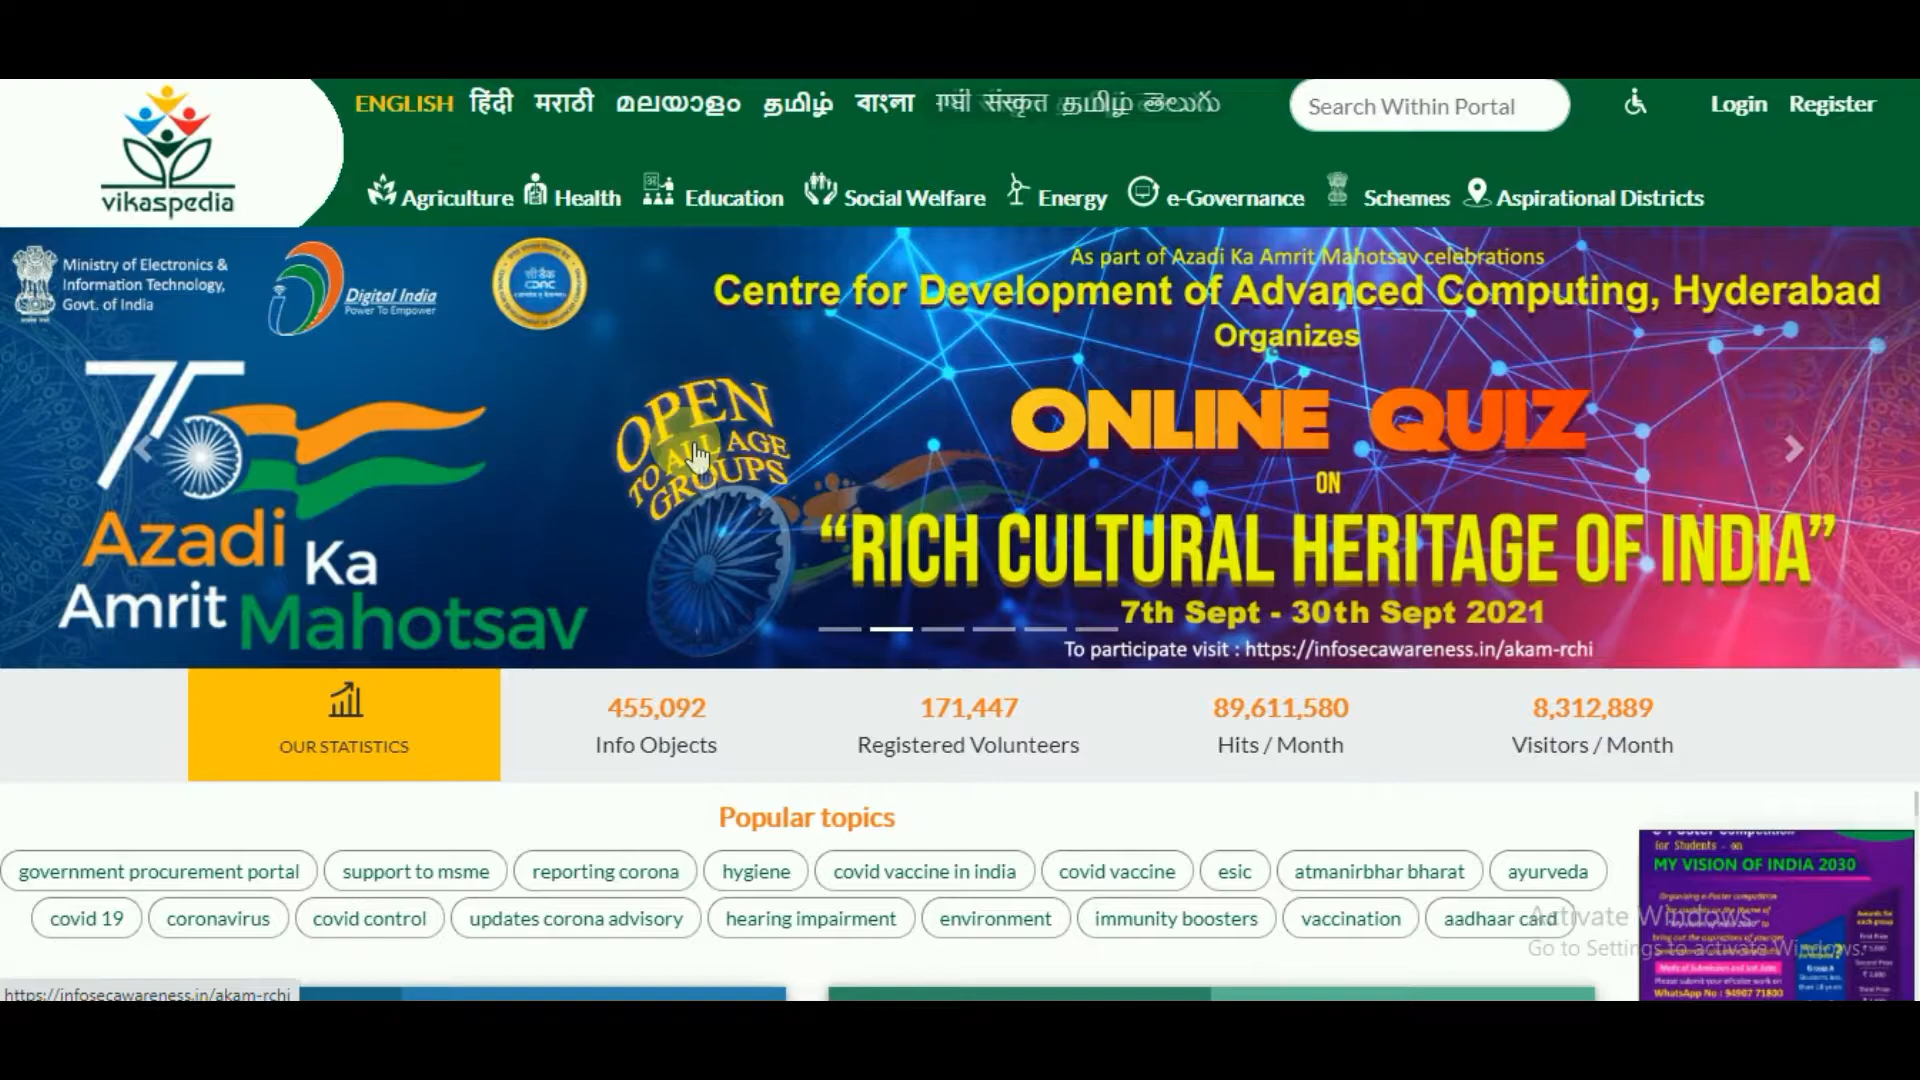 vikaspedia
ENGLISH हिंदी मराठी മലയാളം தமிழ் বাংলা संस्कृत தமிழ் తెలుగు
Search Within Portal
Login Register
Agriculture Health Education Social Welfare Energy e-Governance Schemes Aspirational Districts
Ministry of Electronics &
Information Technology,
Govt. of India
Digital India
Power To Empower
सी डैक
CDAC
As part of Azadi Ka Amrit Mahotsav celebrations
Centre for Development of Advanced Computing, Hyderabad
Organizes
75
Azadi Ka
Amrit Mahotsav
OPEN
TO ALL AGE
GROUPS
ONLINE QUIZ
ON
“RICH CULTURAL HERITAGE OF INDIA”
7th Sept - 30th Sept 2021
To participate visit : https://infosecawareness.in/akam-rchi
OUR STATISTICS
455,092
Info Objects
171,447
Registered Volunteers
89,611,580
Hits / Month
8,312,889
Visitors / Month
Popular topics
government procurement portal support to msme reporting corona hygiene covid vaccine in india covid vaccine esic atmanirbhar bharat ayurveda
covid 19 coronavirus covid control updates corona advisory hearing impairment environment immunity boosters vaccination aadhaar card
for Students - on
MY VISION OF INDIA 2030
WhatsApp No : 94907 71800
Activate Windows
Go to Settings to activate Windows.
https://infosecawareness.in/akam-rchi